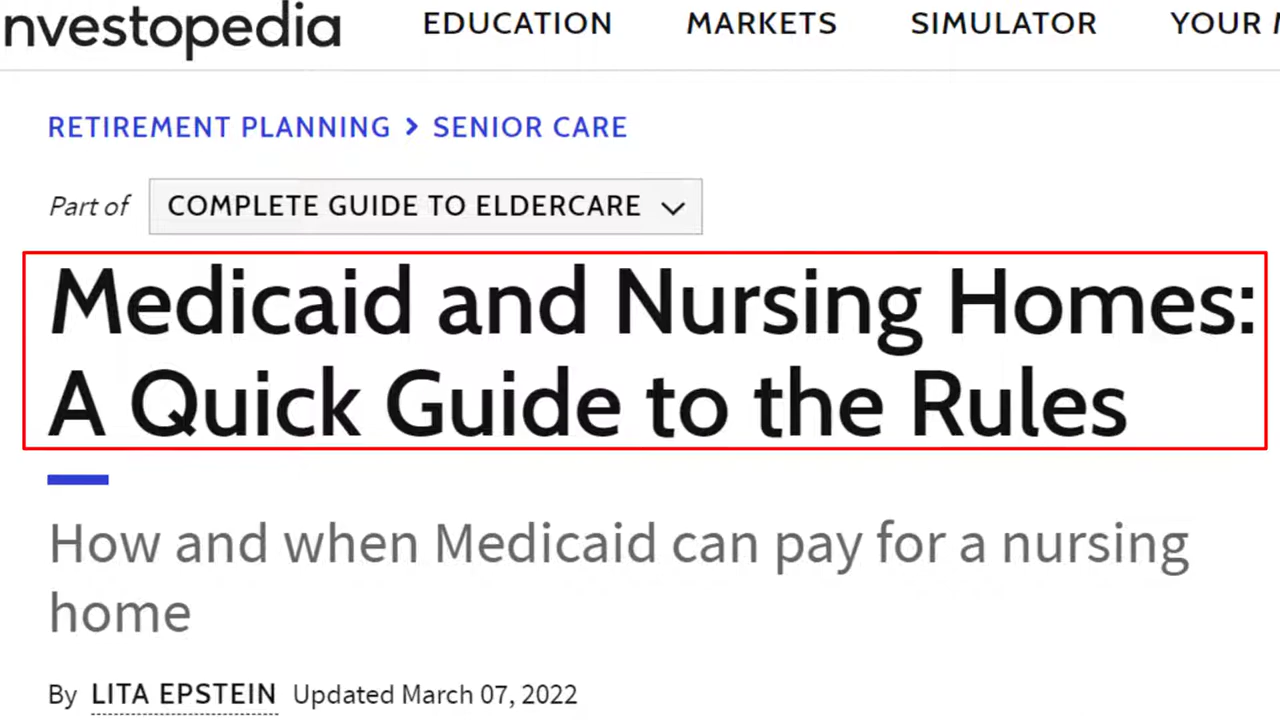 nvestopedia EDUCATION MARKETS SIMULATOR YOUR
RETIREMENT PLANNING > SENIOR CARE
Part of COMPLETE GUIDE TO ELDERCARE
Medicaid and Nursing Homes:
A Quick Guide to the Rules
How and when Medicaid can pay for a nursing
home
By LITA EPSTEIN Updated March 07, 2022